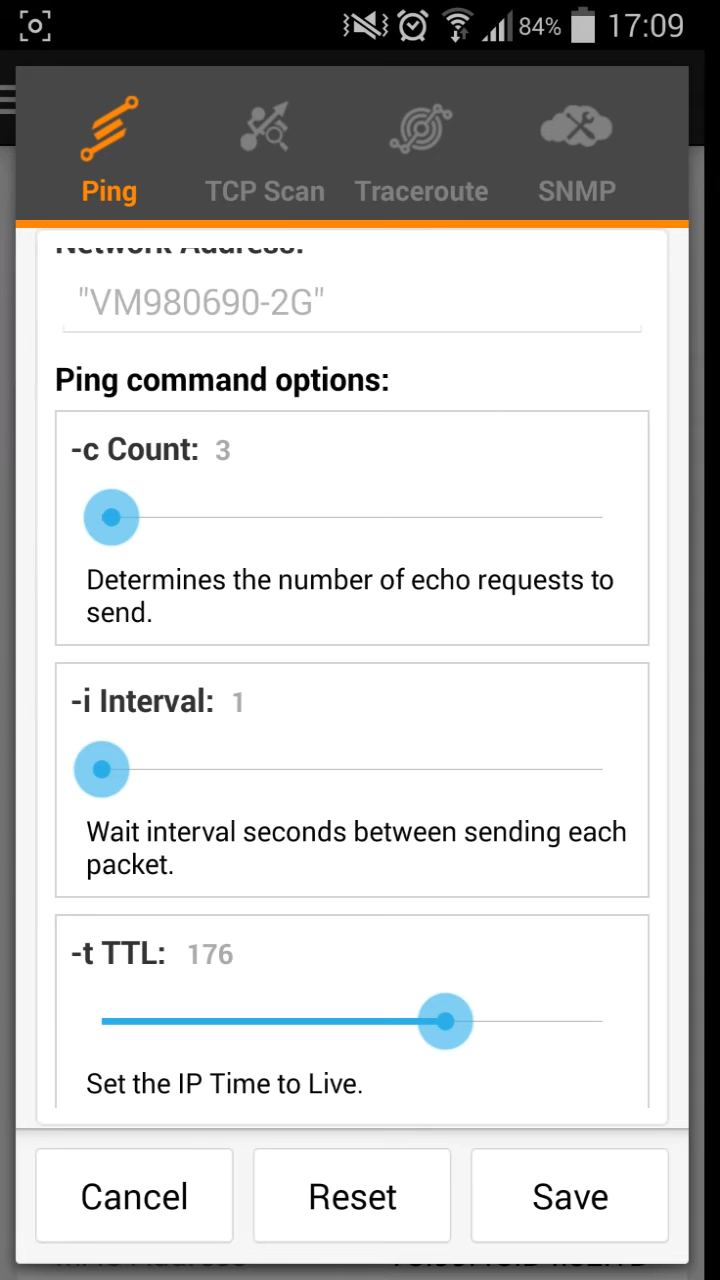 84% 17:09
Ping TCP Scan Traceroute SNMP
Network Address:
"VM980690-2G"
Ping command options:
-c Count: 3
Determines the number of echo requests to
send.
-i Interval: 1
Wait interval seconds between sending each
packet.
-t TTL: 176
Set the IP Time to Live.
Cancel Reset Save